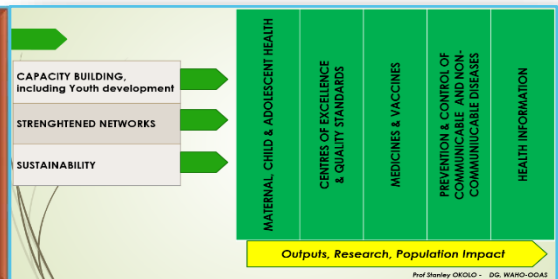 CAPACITY BUILDING,
including Youth development
STRENGHTENED NETWORKS
SUSTAINABILITY
MATERNAL, CHILD & ADOLESCENT HEALTH
CENTRES OF EXCELLENCE
& QUALITY STANDARDS
MEDICINES & VACCINES
PREVENTION & CONTROL OF
COMMUNICABLE AND NON-
COMMUNIUCABLE DISEASES
HEALTH INFORMATION
Outputs, Research, Population Impact
Prof Stanley OKOLO - DG, WAHO-OOAS